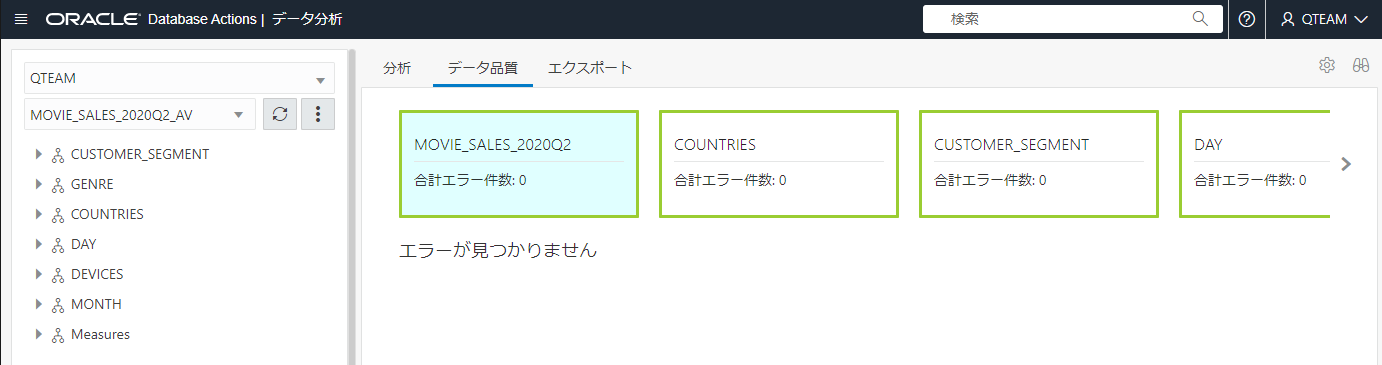 ORACLE Database Actions | データ分析
検索
QTEAM
QTEAM
MOVIE_SALES_2020Q2_AV
CUSTOMER_SEGMENT
GENRE
COUNTRIES
DAY
DEVICES
MONTH
Measures
分析 データ品質 エクスポート
MOVIE_SALES_2020Q2
合計エラー件数: 0
COUNTRIES
合計エラー件数: 0
CUSTOMER_SEGMENT
合計エラー件数: 0
DAY
合計エラー件数: 0
エラーが見つかりません